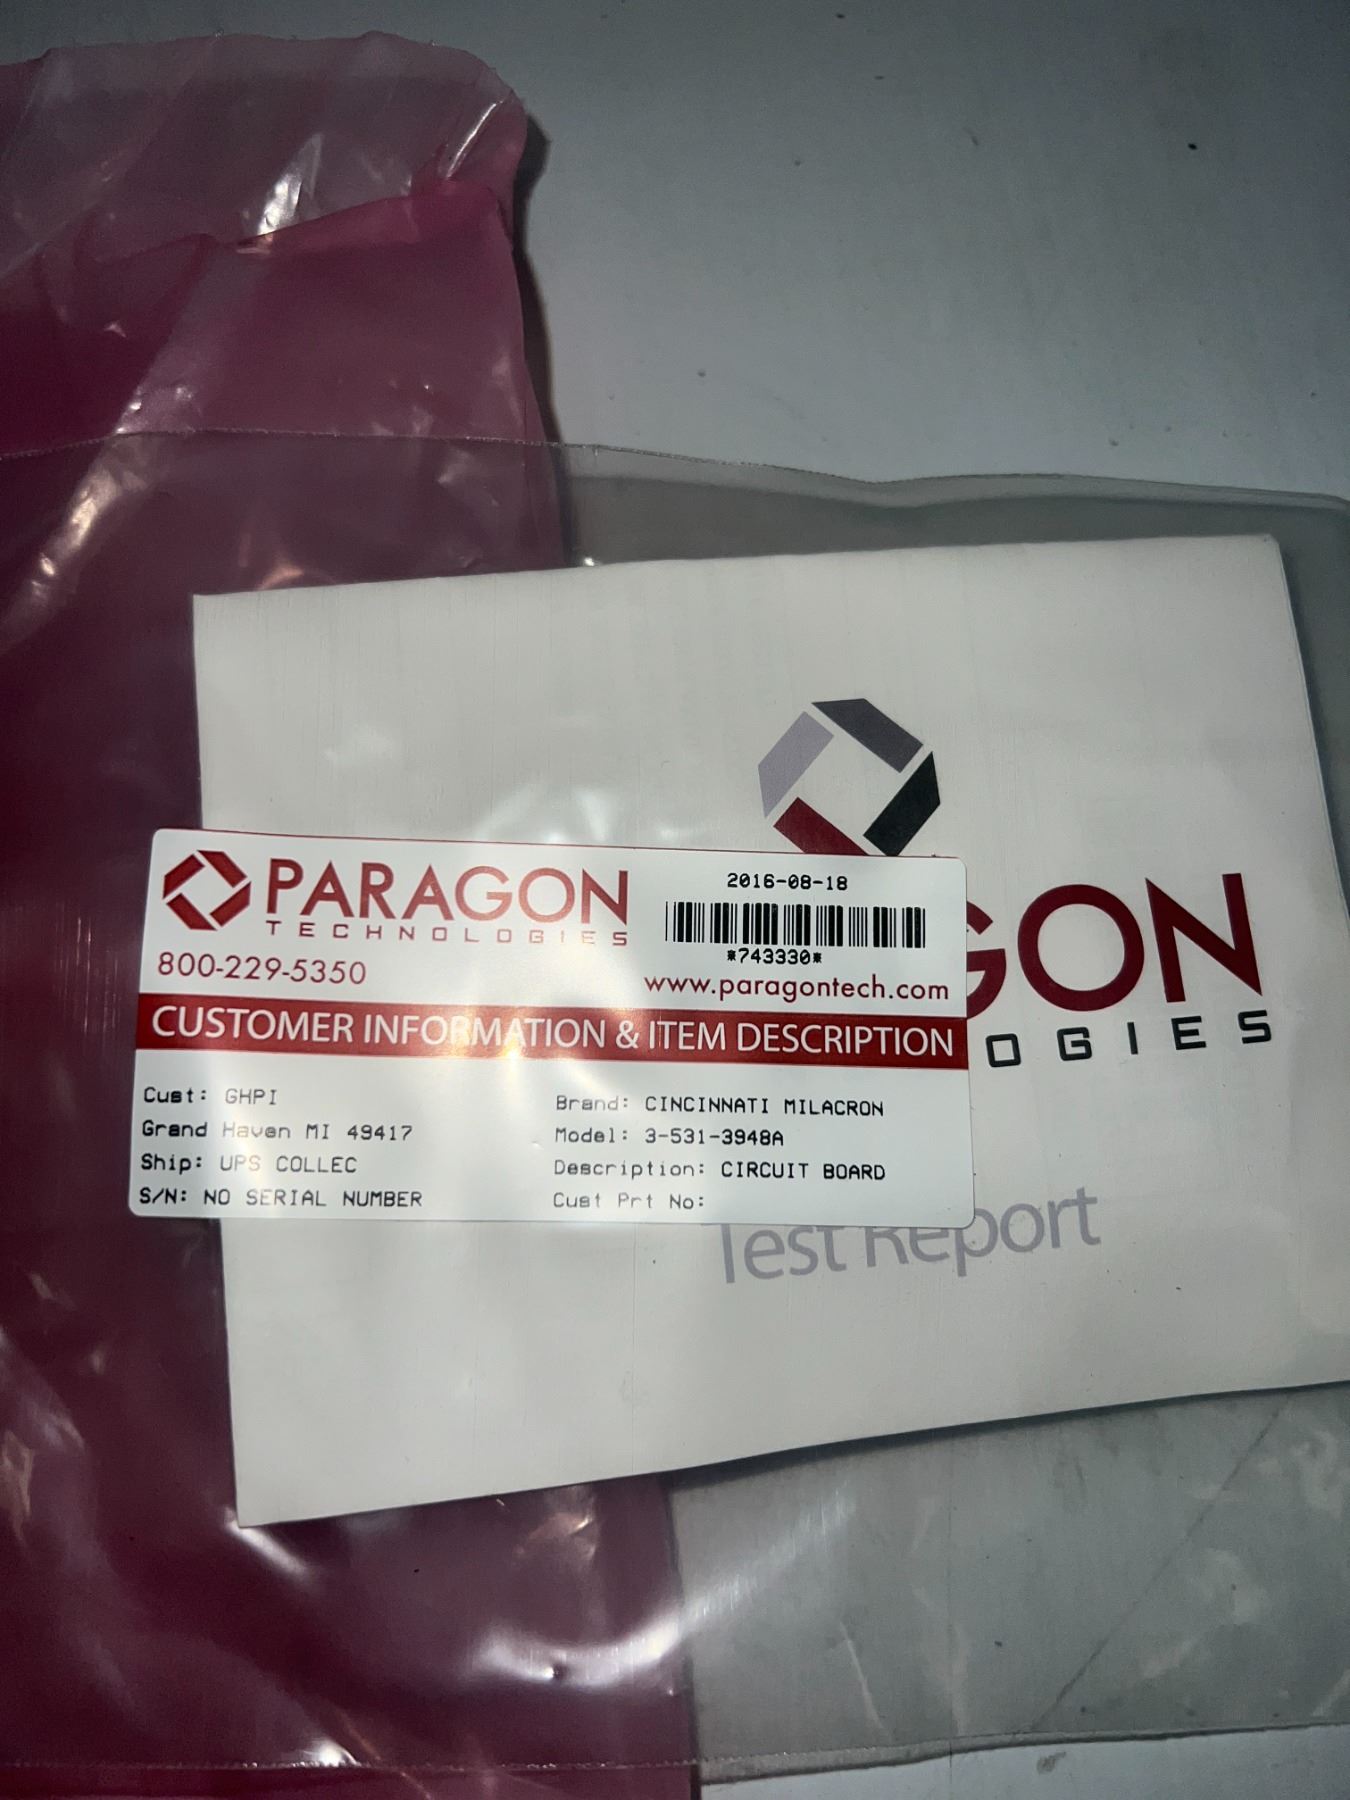 PARAGON
TECHNOLOGIES
800-229-5350
2016-08-18
*743330*
www.paragontech.com
CUSTOMER INFORMATION & ITEM DESCRIPTION
Cust: GHPI
Grand Haven MI 49417
Ship: UPS COLLEC
S/N: NO SERIAL NUMBER
Brand: CINCINNATI MILACRON
Model: 3-531-3948A
Description: CIRCUIT BOARD
Cust Prt No:
GON
OGIES
Test Report